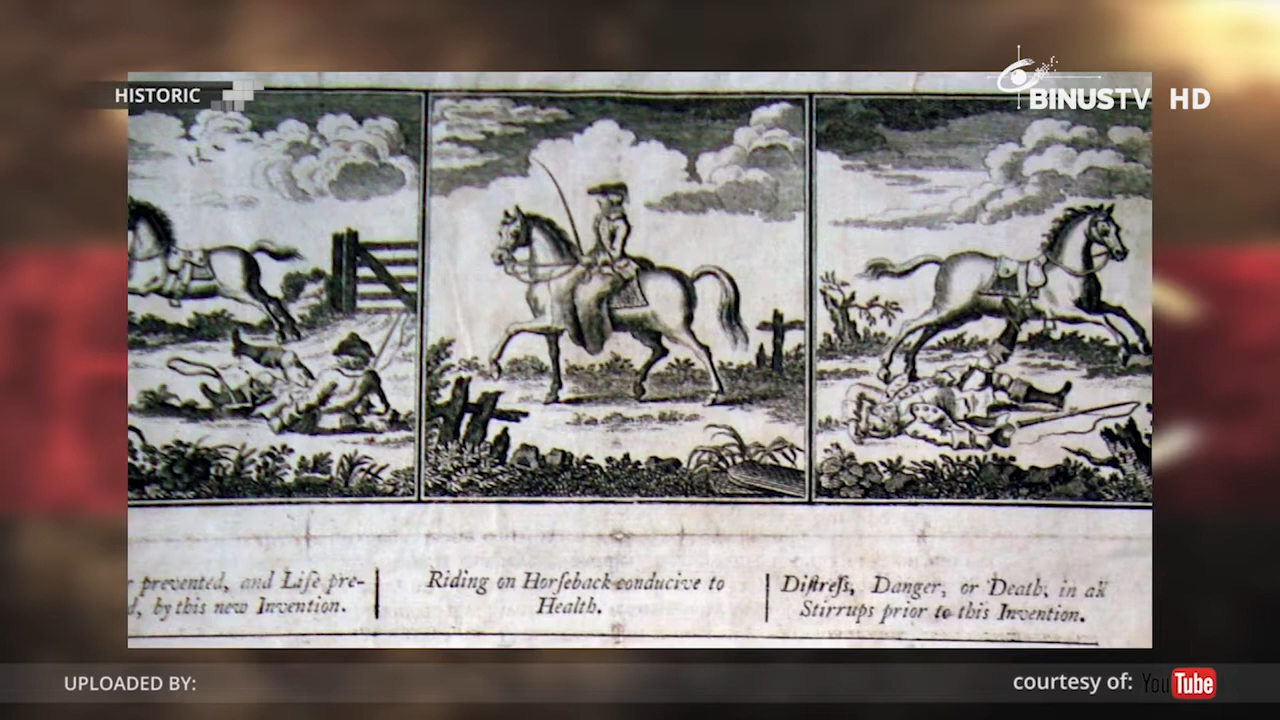 HISTORIC
BINUSTV HD
prevented, and Life pre-
d, by this new Invention.
Riding on Horſeback conducive to
Health.
Diſtreſs, Danger, or Death, in all
Stirrups prior to this Invention.
UPLOADED BY:
courtesy of: YouTube